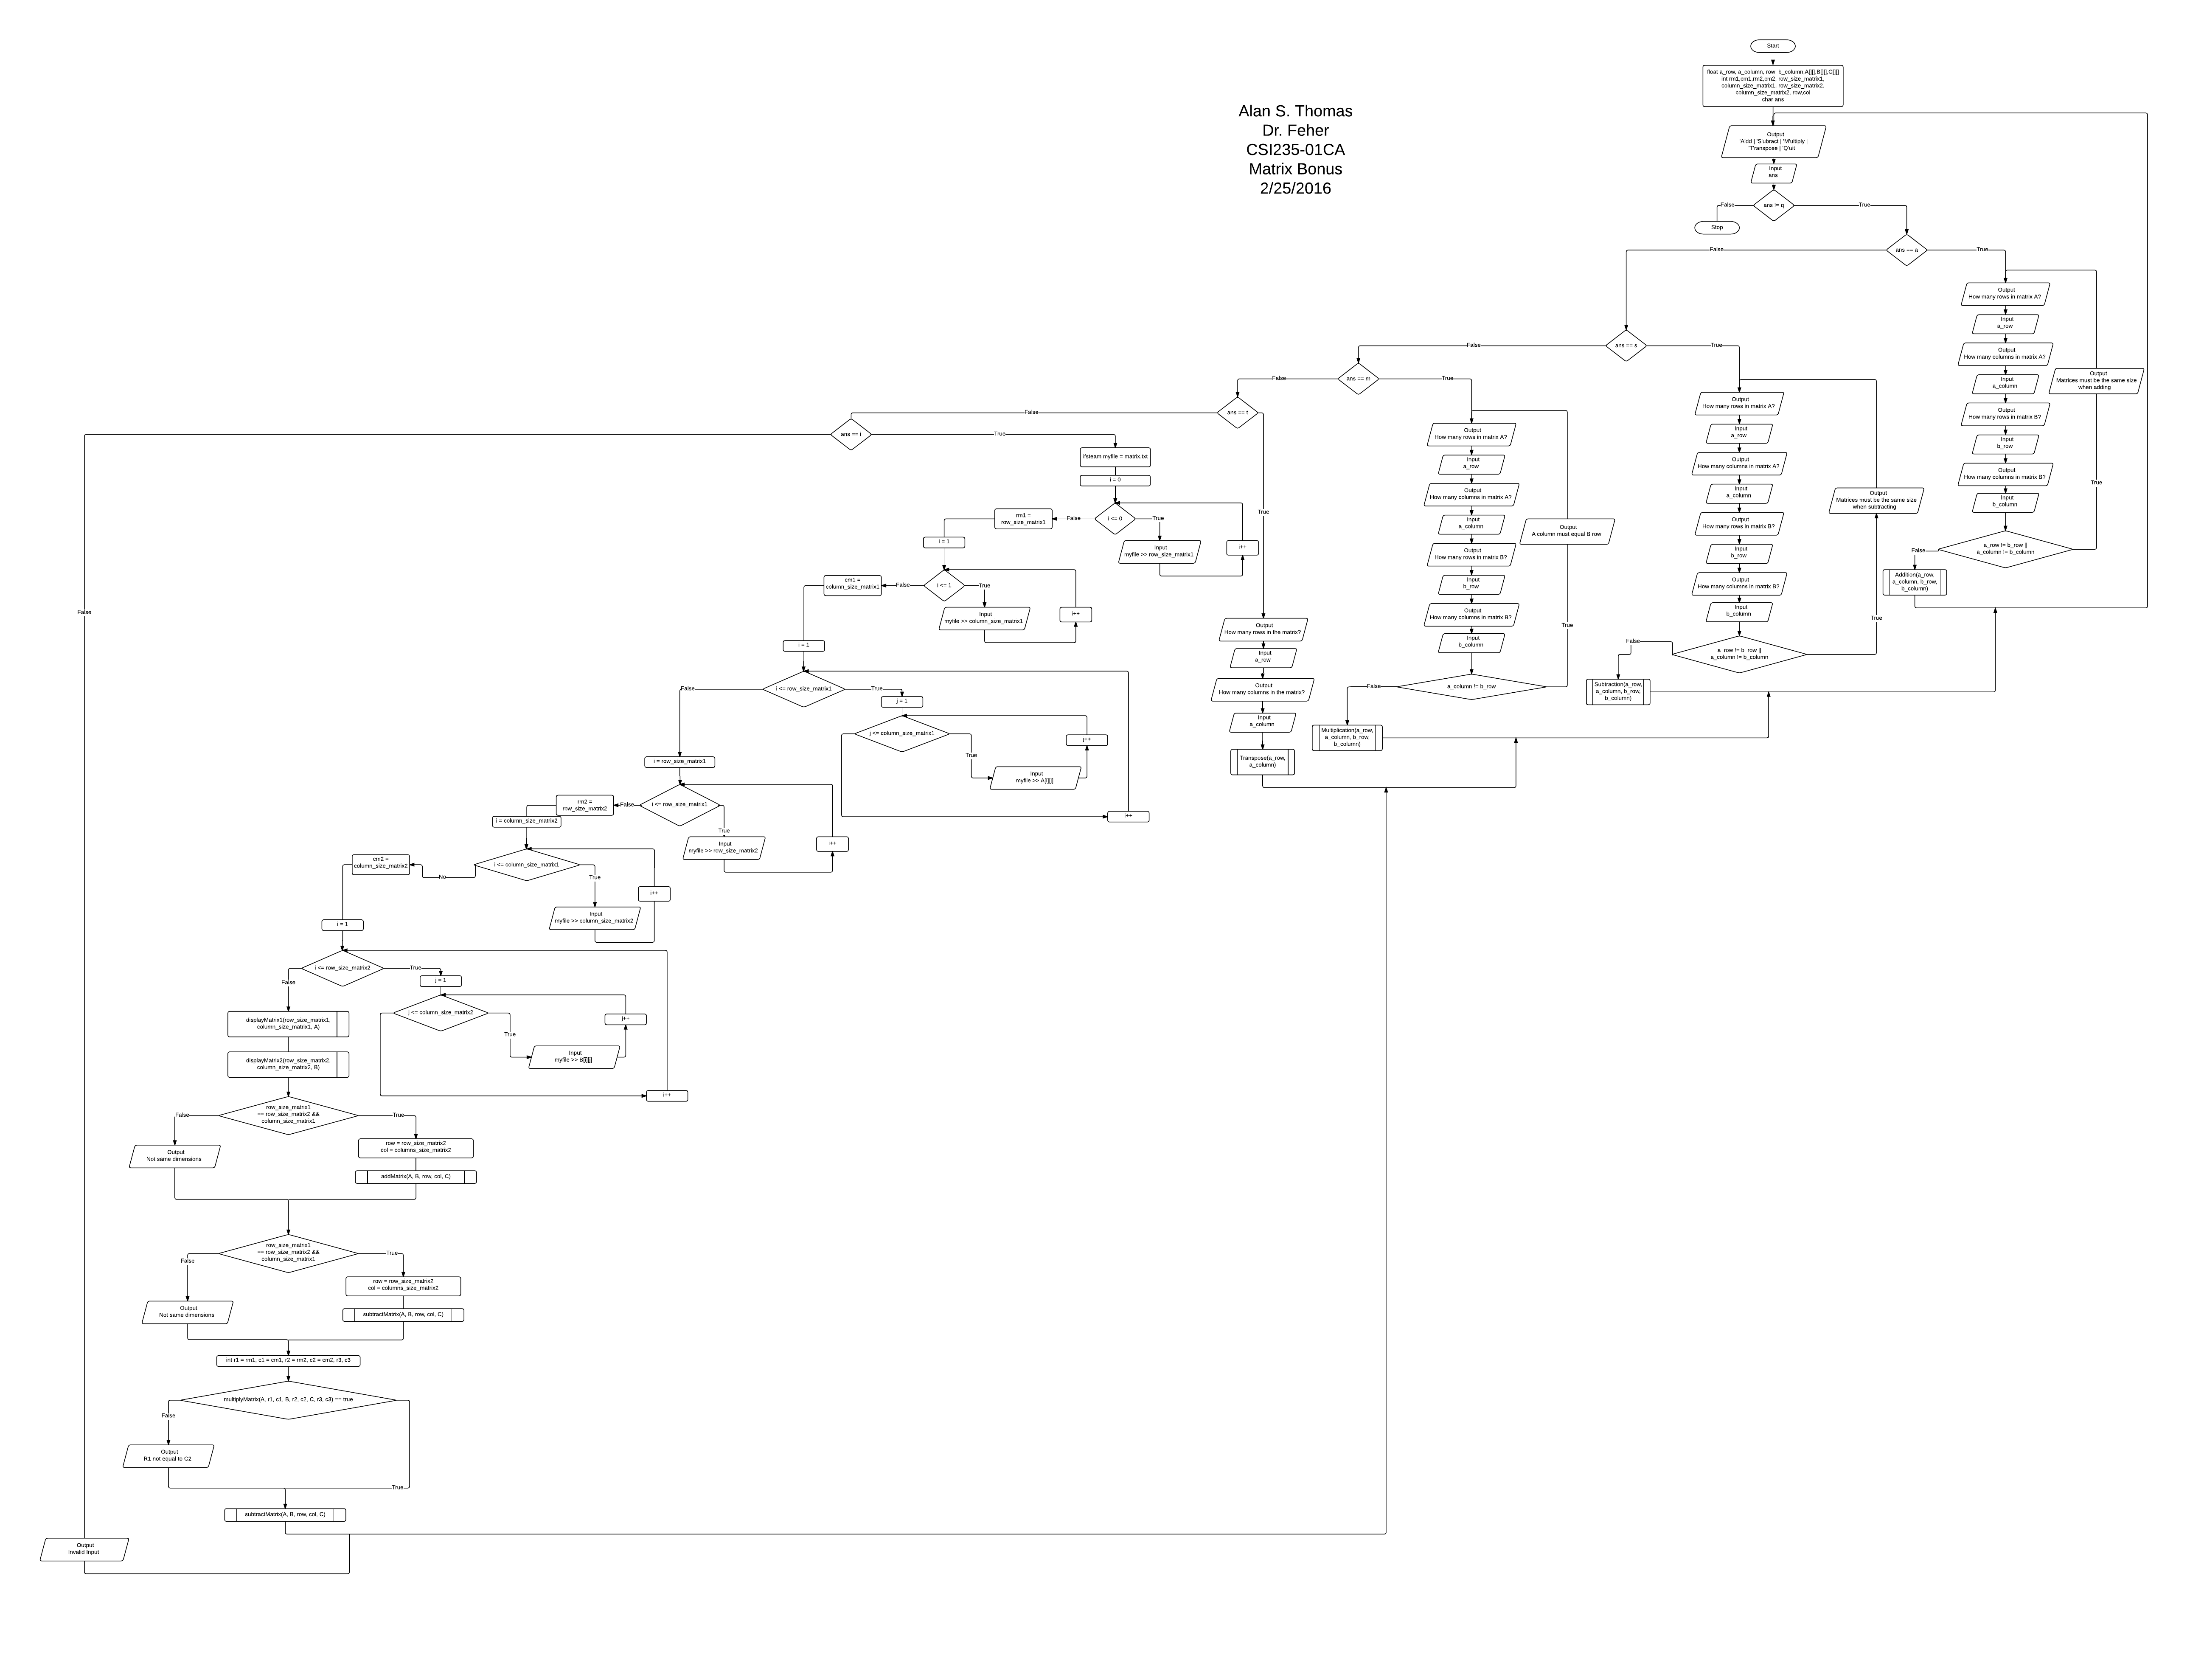 Start
float a_row, a_column, row  b_column,A[][],B[][],C[][]
int rm1,cm1,rm2,cm2, row_size_matrix1,
column_size_matrix1, row_size_matrix2,
column_size_matrix2, row,col
char ans
Alan S. Thomas
Dr. Feher
CSI235-01CA
Matrix Bonus
2/25/2016
Output
'A'dd | 'S'ubract | 'M'ultiply |
'T'ranspose | 'Q'uit
Input
ans
ans != q
False
True
Stop
ans == a
False
True
Output
How many rows in matrix A?
Input
a_row
Output
How many columns in matrix A?
Input
a_column
Output
How many rows in matrix B?
Input
b_row
Output
How many columns in matrix B?
Input
b_column
a_row != b_row ||
a_column != b_column
True
Output
Matrices must be the same size
when adding
False
Addition(a_row,
a_column, b_row,
b_column)
ans == s
False
True
Output
How many rows in matrix A?
Input
a_row
Output
How many columns in matrix A?
Input
a_column
Output
How many rows in matrix B?
Input
b_row
Output
How many columns in matrix B?
Input
b_column
a_row != b_row ||
a_column != b_column
True
Output
Matrices must be the same size
when subtracting
False
Subtraction(a_row,
a_column, b_row,
b_column)
ans == m
False
True
Output
How many rows in matrix A?
Input
a_row
Output
How many columns in matrix A?
Input
a_column
Output
How many rows in matrix B?
Input
b_row
Output
How many columns in matrix B?
Input
b_column
a_column != b_row
True
Output
A column must equal B row
False
Multiplication(a_row,
a_column, b_row,
b_column)
ans == t
False
True
Output
How many rows in the matrix?
Input
a_row
Output
How many columns in the matrix?
Input
a_column
Transpose(a_row,
a_column)
ans == i
False
True
ifsteam myfile = matrix.txt
i = 0
i <= 0
True
Input
myfile >> row_size_matrix1
i++
False
rm1 =
row_size_matrix1
i = 1
i <= 1
True
Input
myfile >> column_size_matrix1
i++
False
cm1 =
column_size_matrix1
i = 1
i <= row_size_matrix1
True
j = 1
j <= column_size_matrix1
True
Input
myfile >> A[i][j]
j++
i++
False
i = row_size_matrix1
i <= row_size_matrix1
True
Input
myfile >> row_size_matrix2
i++
False
rm2 =
row_size_matrix2
i = column_size_matrix2
i <= column_size_matrix1
True
Input
myfile >> column_size_matrix2
i++
No
cm2 =
column_size_matrix2
i = 1
i <= row_size_matrix2
True
j = 1
j <= column_size_matrix2
True
Input
myfile >> B[i][j]
j++
i++
False
displayMatrix1(row_size_matrix1,
column_size_matrix1, A)
displayMatrix2(row_size_matrix2,
column_size_matrix2, B)
row_size_matrix1
== row_size_matrix2 &&
column_size_matrix1
False
True
Output
Not same dimensions
row = row_size_matrix2
col = columns_size_matrix2
addMatrix(A, B, row, col, C)
row_size_matrix1
== row_size_matrix2 &&
column_size_matrix1
False
True
Output
Not same dimensions
row = row_size_matrix2
col = columns_size_matrix2
subtractMatrix(A, B, row, col, C)
int r1 = rm1, c1 = cm1, r2 = rm2, c2 = cm2, r3, c3
multiplyMatrix(A, r1, c1, B, r2, c2, C, r3, c3) == true
False
Output
R1 not equal to C2
True
subtractMatrix(A, B, row, col, C)
Output
Invalid Input